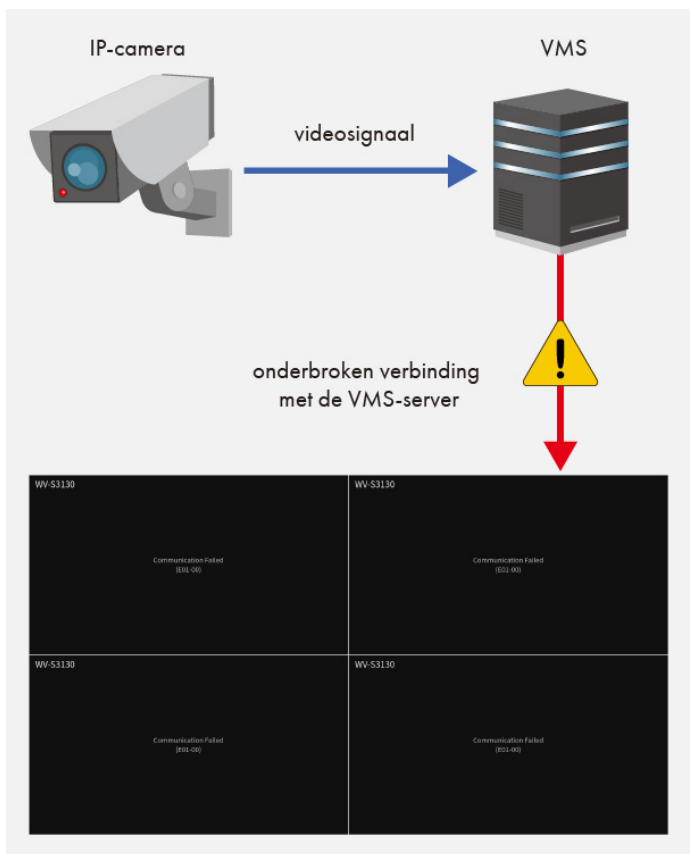 IP-camera
VMS
videosignaal
onderbroken verbinding
met de VMS-server
WV-S3130
Communication Failed
(E01-00)
WV-S3130
Communication Failed
(E01-00)
WV-S3130
Communication Failed
(E01-00)
WV-S3130
Communication Failed
(E01-00)